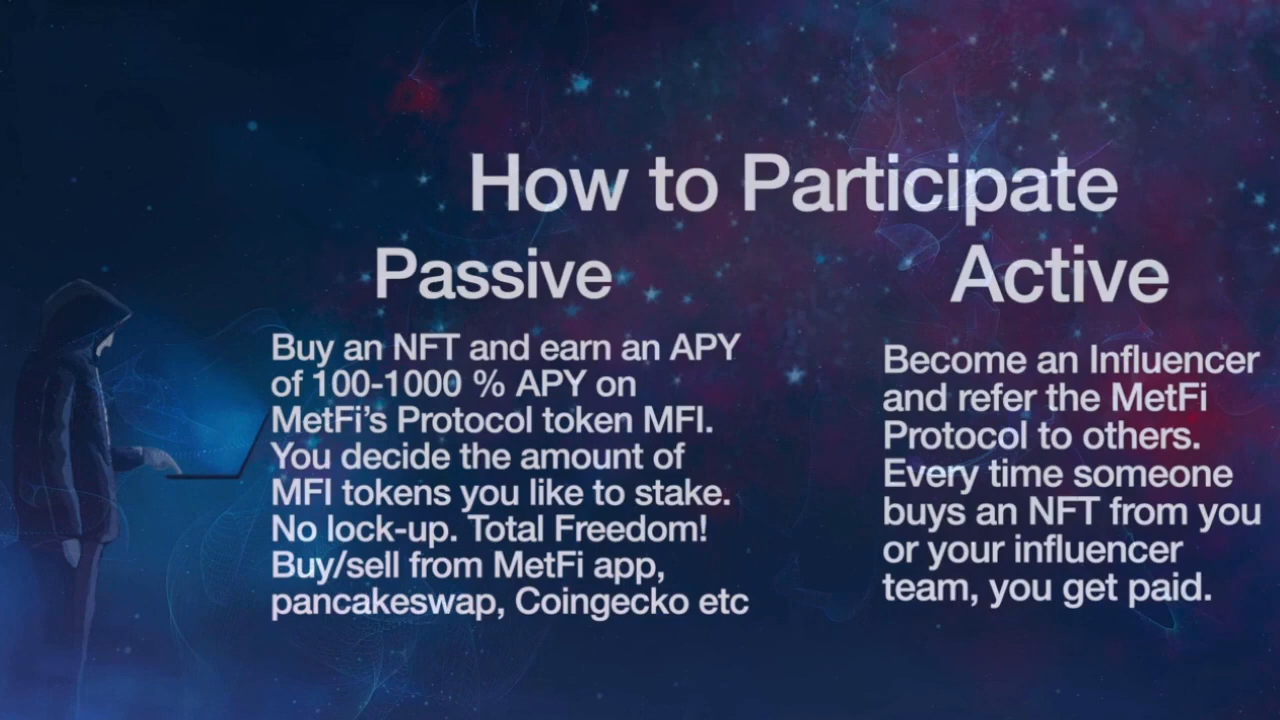 How to Participate
Passive
Buy an NFT and earn an APY
of 100-1000 % APY on
MetFi's Protocol token MFI.
You decide the amount of
MFI tokens you like to stake.
No lock-up. Total Freedom!
Buy/sell from MetFi app,
pancakeswap, Coingecko etc
Active
Become an Influencer
and refer the MetFi
Protocol to others.
Every time someone
buys an NFT from you
or your influencer
team, you get paid.